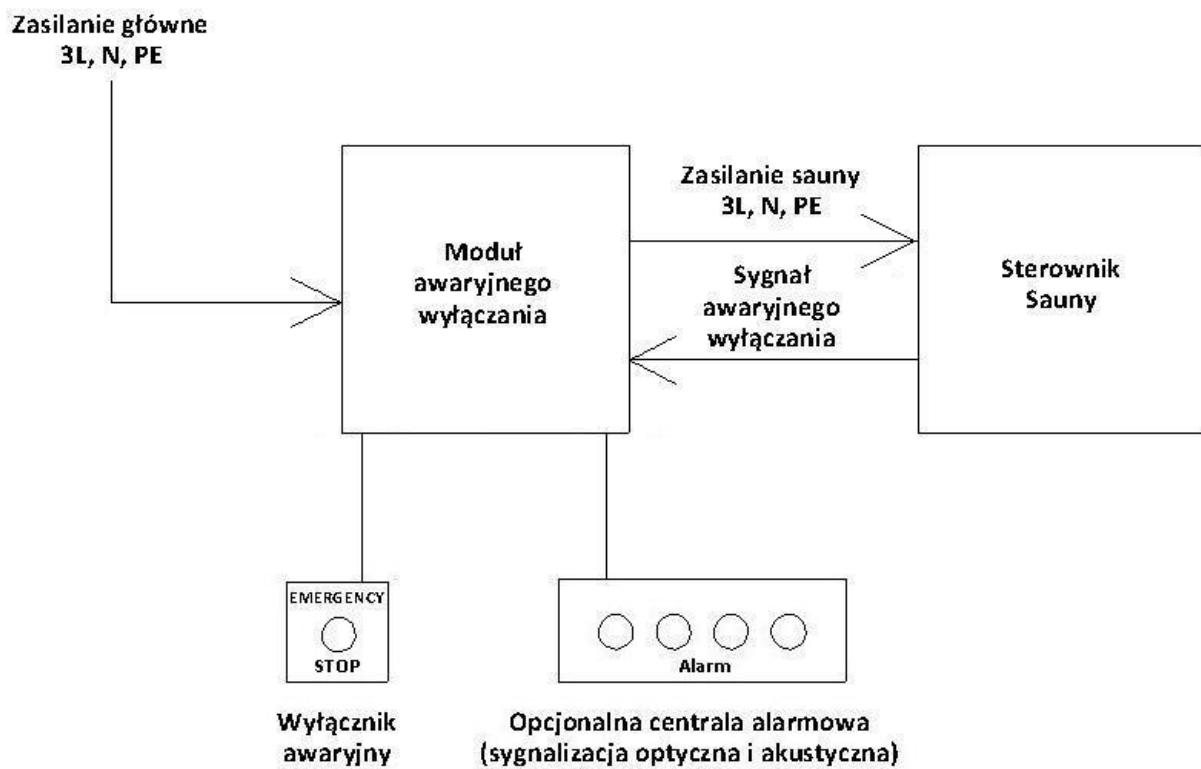 Zasilanie główne
3L, N, PE
Zasilanie sauny
3L, N, PE
Moduł
awaryjnego
wyłączania
Sygnał
awaryjnego
wyłączania
Sterownik
Sauny
EMERGENCY
STOP
Alarm
Wyłącznik
awaryjny
Opcjonalna centrala alarmowa
(sygnalizacja optyczna i akustyczna)